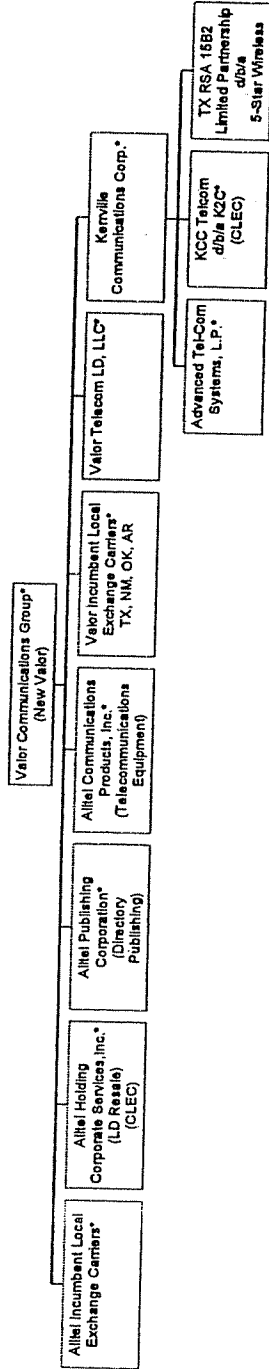 Valor Communications Group*
(New Valor)
Alltel Incumbent Local
Exchange Carriers*
Alltel Holding
Corporate Services, Inc.*
(LD Resale)
(CLEC)
Alltel Publishing
Corporation*
(Directory
Publishing)
Alltel Communications
Products, Inc.*
(Telecommunications
Equipment)
Valor Incumbent Local
Exchange Carriers*
TX, NM, OK, AR
Valor Telecom LD, LLC*
Kerrville
Communications Corp.*
Advanced Tel-Com
Systems, L.P.*
KCC Telcom
d/b/a K2C*
(CLEC)
TX RSA 15B2
Limited Partnership
d/b/a
5-Star Wireless